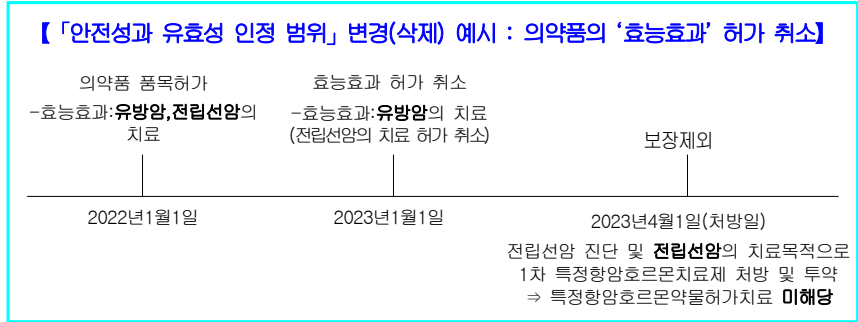 【「안전성과 유효성 인정 범위」 변경(삭제) 예시 : 의약품의 ‘효능효과’ 허가 취소】
의약품 품목허가
-효능효과:유방암,전립선암의
치료
효능효과 허가 취소
-효능효과:유방암의 치료
(전립선암의 치료 허가 취소)
보장제외
2022년1월1일
2023년1월1일
2023년4월1일(처방일)
전립선암 진단 및 전립선암의 치료목적으로
1차 특정항암호르몬치료제 처방 및 투약
⇒ 특정항암호르몬약물허가치료 미해당